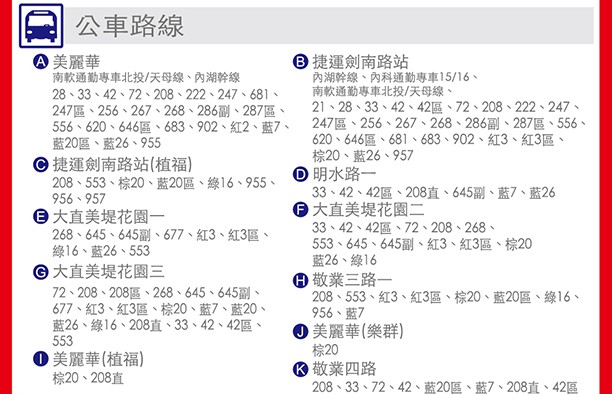 公車路線
A 美麗華
南軟通勤專車北投/天母線、內湖幹線
28、33、42、72、208、222、247、681、
247區、256、267、268、286副、287區、
556、620、646區、683、902、紅2、藍7、
藍20區、藍26、955
B 捷運劍南路站
內湖幹線、內科通勤專車15/16、
南軟通勤專車北投/天母線、
21、28、33、42、42區、72、208、222、247、
247區、256、267、268、286副、287區、556、
620、646區、681、683、902、紅3、紅3區、
棕20、藍26、957
C 捷運劍南路站(植福)
208、553、棕20、藍20區、綠16、955、
956、957
D 明水路一
33、42、42區、208直、645副、藍7、藍26
E 大直美堤花園一
268、645、645副、677、紅3、紅3區、
綠16、藍26、553
F 大直美堤花園二
33、42、42區、72、208、268、
553、645、645副、紅3、紅3區、棕20
藍26、綠16
G 大直美堤花園三
72、208、208區、268、645、645副、
677、紅3、紅3區、棕20、藍7、藍20、
藍26、綠16、208直、33、42、42區、
553
H 敬業三路一
208、553、紅3、紅3區、棕20、藍20區、綠16、
956、藍7
I 美麗華(植福)
棕20、208直
J 美麗華(樂群)
棕20
K 敬業四路
208、33、72、42、藍20區、藍7、208直、42區